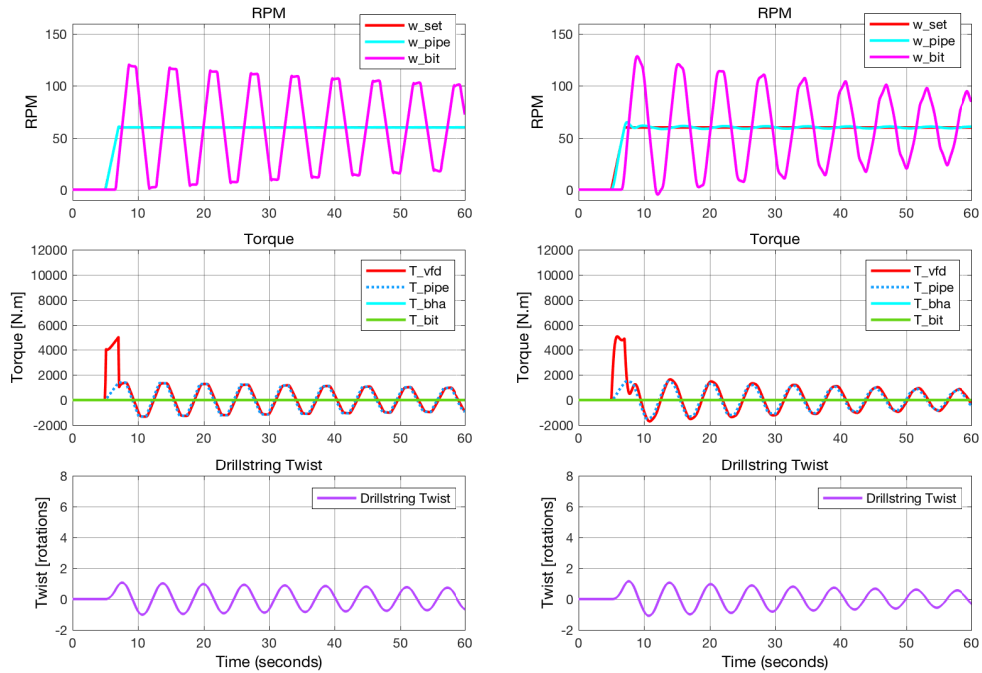 RPM
w_set
w_pipe
w_bit
RPM
150
100
50
0
0 10 20 30 40 50 60
Torque
T_vfd
T_pipe
T_bha
T_bit
Torque [N.m]
12000
10000
8000
6000
4000
2000
0
-2000
0 10 20 30 40 50 60
Drillstring Twist
Drillstring Twist
Twist [rotations]
8
6
4
2
0
-2
0 10 20 30 40 50 60
Time (seconds)
RPM
w_set
w_pipe
w_bit
RPM
150
100
50
0
0 10 20 30 40 50 60
Torque
T_vfd
T_pipe
T_bha
T_bit
Torque [N.m]
12000
10000
8000
6000
4000
2000
0
-2000
0 10 20 30 40 50 60
Drillstring Twist
Drillstring Twist
Twist [rotations]
8
6
4
2
0
-2
0 10 20 30 40 50 60
Time (seconds)